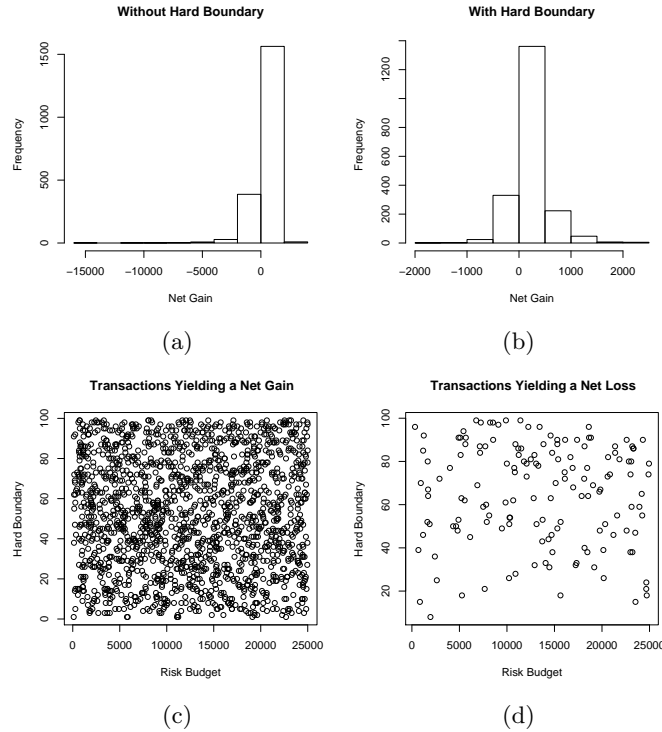 Without Hard Boundary
Frequency
0 500 1000 1500
−15000 −10000 −5000 0
Net Gain
(a)
With Hard Boundary
Frequency
0 200 400 600 800 1400
−2000 −1000 0 1000 2000
Net Gain
(b)
Transactions Yielding a Net Gain
Hard Boundary
0 20 40 60 80 100
0 5000 10000 15000 20000 25000
Risk Budget
(c)
Transactions Yielding a Net Loss
Hard Boundary
20 40 60 80 100
0 5000 10000 15000 20000 25000
Risk Budget
(d)